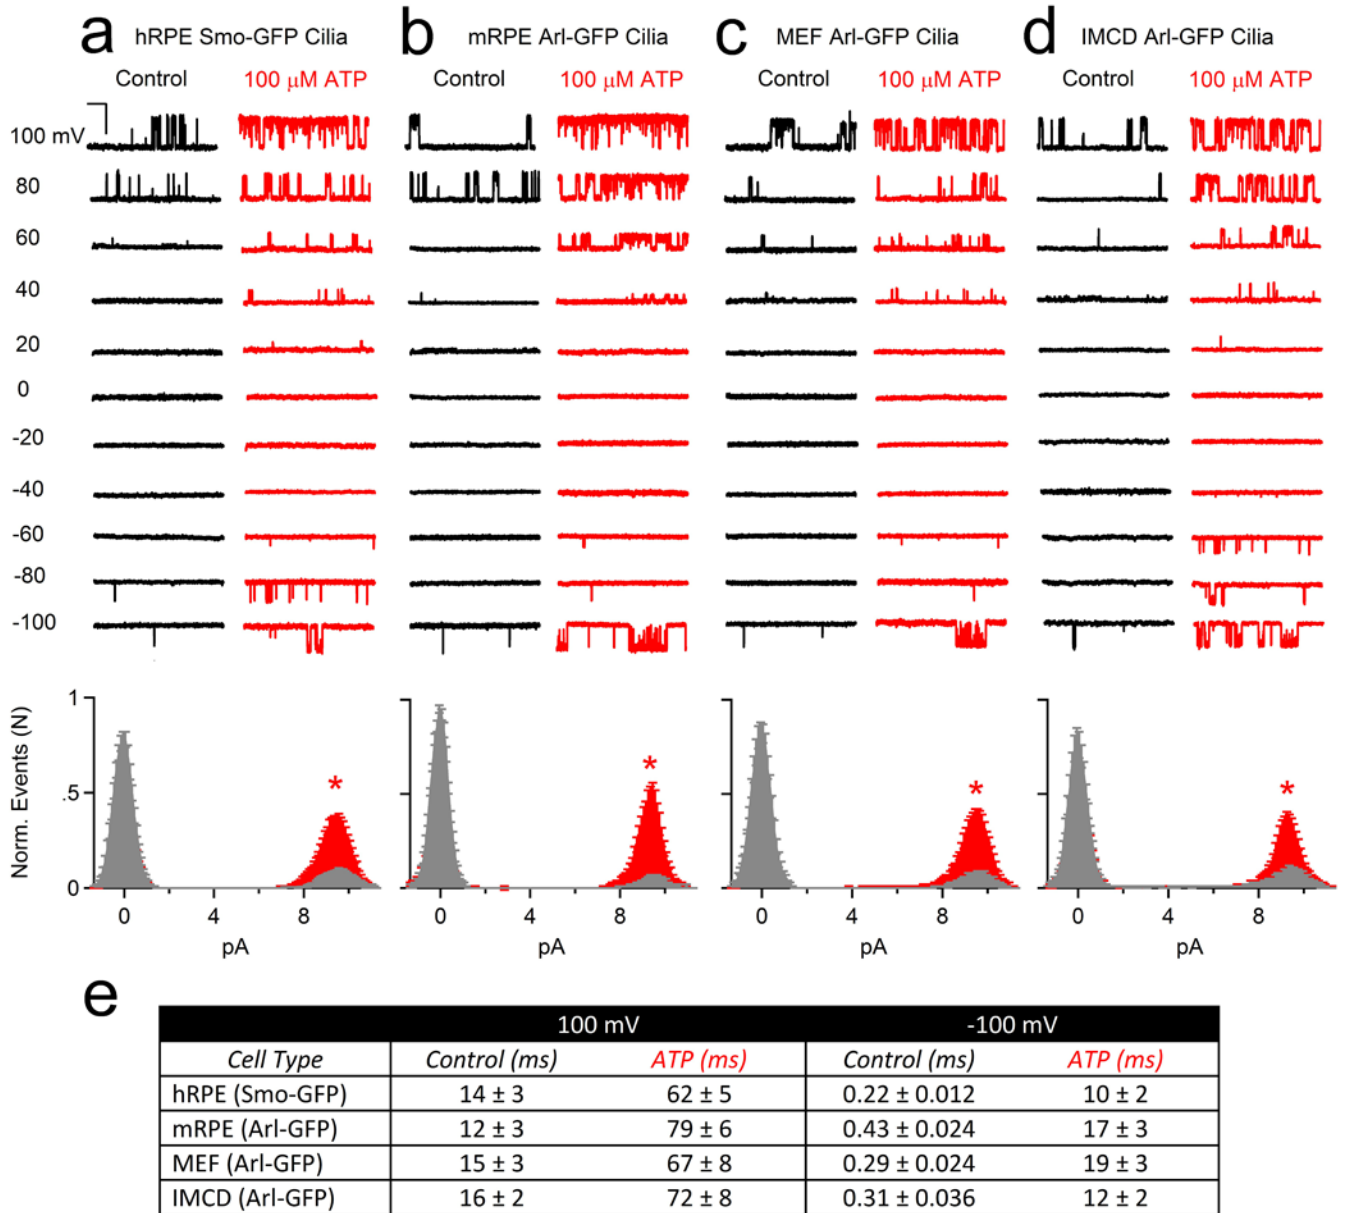 a hRPE Smo-GFP Cilia
b mRPE Arl-GFP Cilia
c MEF Arl-GFP Cilia
d IMCD Arl-GFP Cilia
Control 100 μM ATP
Control 100 μM ATP
Control 100 μM ATP
Control 100 μM ATP
100 mV
80
60
40
20
0
-20
-40
-60
-80
-100
Norm. Events (N)
1
.5
0
* * * *
0 4 8
0 4 8
0 4 8
0 4 8
pA pA pA pA
e
100 mV -100 mV
Cell Type Control (ms) ATP (ms) Control (ms) ATP (ms)
hRPE (Smo-GFP) 14 ± 3 62 ± 5 0.22 ± 0.012 10 ± 2
mRPE (Arl-GFP) 12 ± 3 79 ± 6 0.43 ± 0.024 17 ± 3
MEF (Arl-GFP) 15 ± 3 67 ± 8 0.29 ± 0.024 19 ± 3
IMCD (Arl-GFP) 16 ± 2 72 ± 8 0.31 ± 0.036 12 ± 2